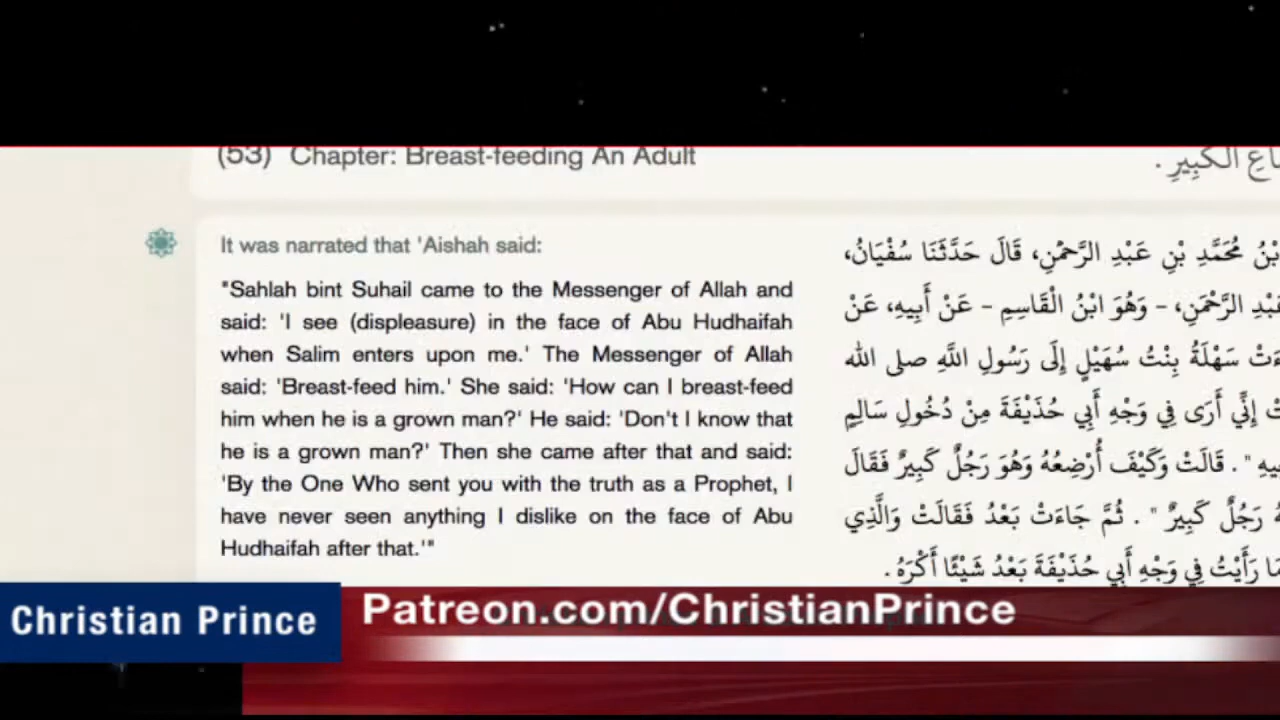 (53) Chapter: Breast-feeding An Adult
اعِ الْكَبِيرِ .
It was narrated that 'Aishah said:
"Sahlah bint Suhail came to the Messenger of Allah and
said: 'I see (displeasure) in the face of Abu Hudhaifah
when Salim enters upon me.' The Messenger of Allah
said: 'Breast-feed him.' She said: 'How can I breast-feed
him when he is a grown man?' He said: 'Don't I know that
he is a grown man?' Then she came after that and said:
'By the One Who sent you with the truth as a Prophet, I
have never seen anything I dislike on the face of Abu
Hudhaifah after that.'"
بْنُ مُحَمَّدِ بْنِ عَبْدِ الرَّحْمَنِ، قَالَ حَدَّثَنَا سُفْيَانُ،
عَبْدِ الرَّحْمَنِ، - وَهُوَ ابْنُ الْقَاسِمِ - عَنْ أَبِيهِ، عَنْ
سَهْلَةُ بِنْتُ سُهَيْلٍ إِلَى رَسُولِ اللَّهِ صلى الله
إِنِّي أَرَى فِي وَجْهِ أَبِي حُذَيْفَةَ مِنْ دُخُولِ سَالِمٍ
" . قَالَتْ وَكَيْفَ أُرْضِعُهُ وَهُوَ رَجُلٌ كَبِيرٌ فَقَالَ
رَجُلٌ كَبِيرٌ " . ثُمَّ جَاءَتْ بَعْدُ فَقَالَتْ وَالَّذِي
مَا رَأَيْتُ فِي وَجْهِ أَبِي حُذَيْفَةَ بَعْدُ شَيْئًا أَكْرَهُ .
Christian Prince
Patreon.com/ChristianPrince